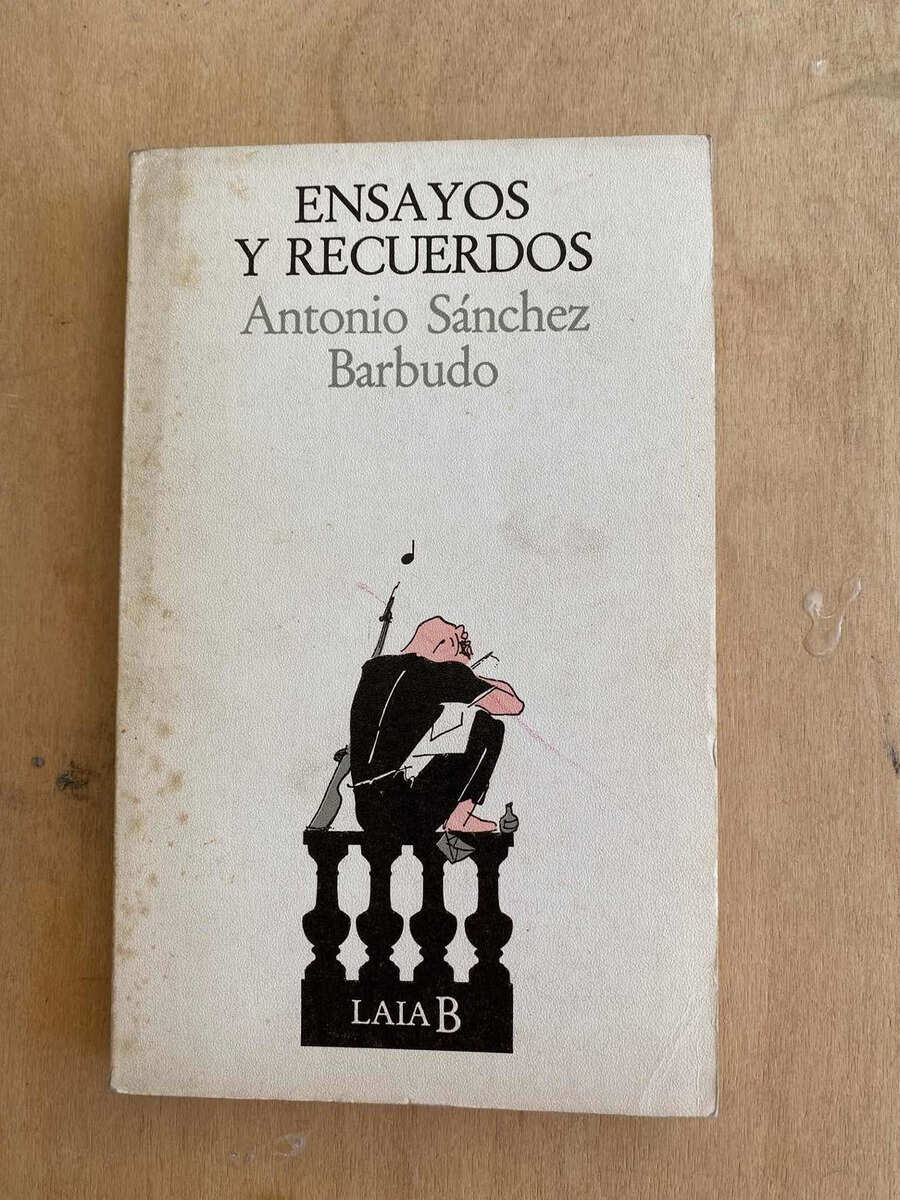 ENSAYOS
Y RECUERDOS
Antonio Sánchez
Barbudo
LAIA B